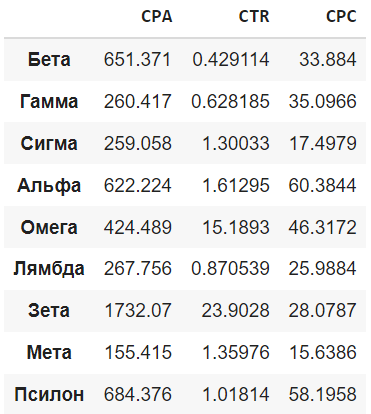 CPA CTR CPC
Бета 651.371 0.429114 33.884
Гамма 260.417 0.628185 35.0966
Сигма 259.058 1.30033 17.4979
Альфа 622.224 1.61295 60.3844
Омега 424.489 15.1893 46.3172
Лямбда 267.756 0.870539 25.9884
Зета 1732.07 23.9028 28.0787
Мета 155.415 1.35976 15.6386
Псилон 684.376 1.01814 58.1958